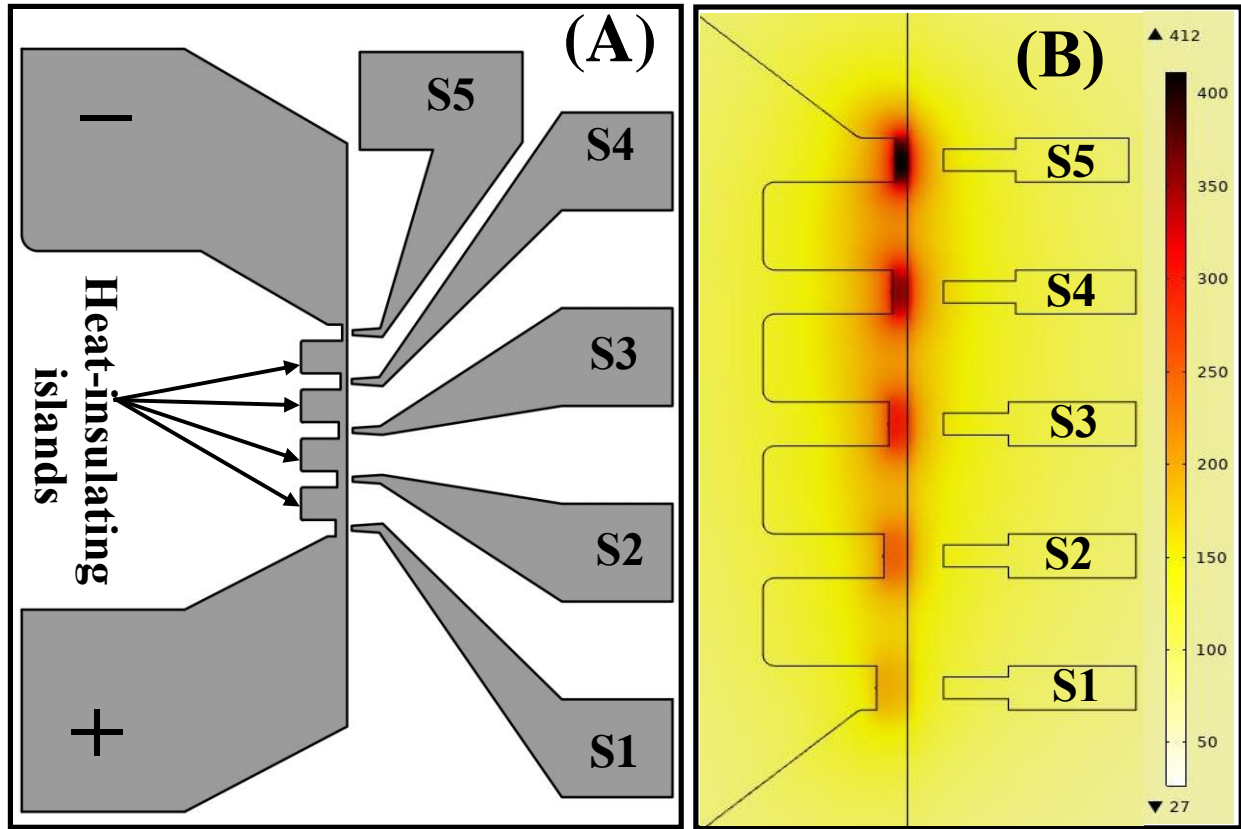 (A)
—
S5
S4
S3
S2
S1
+
Heat-insulating
islands
(B)
S5
S4
S3
S2
S1
▲ 412
400
350
300
250
200
150
100
50
▼ 27